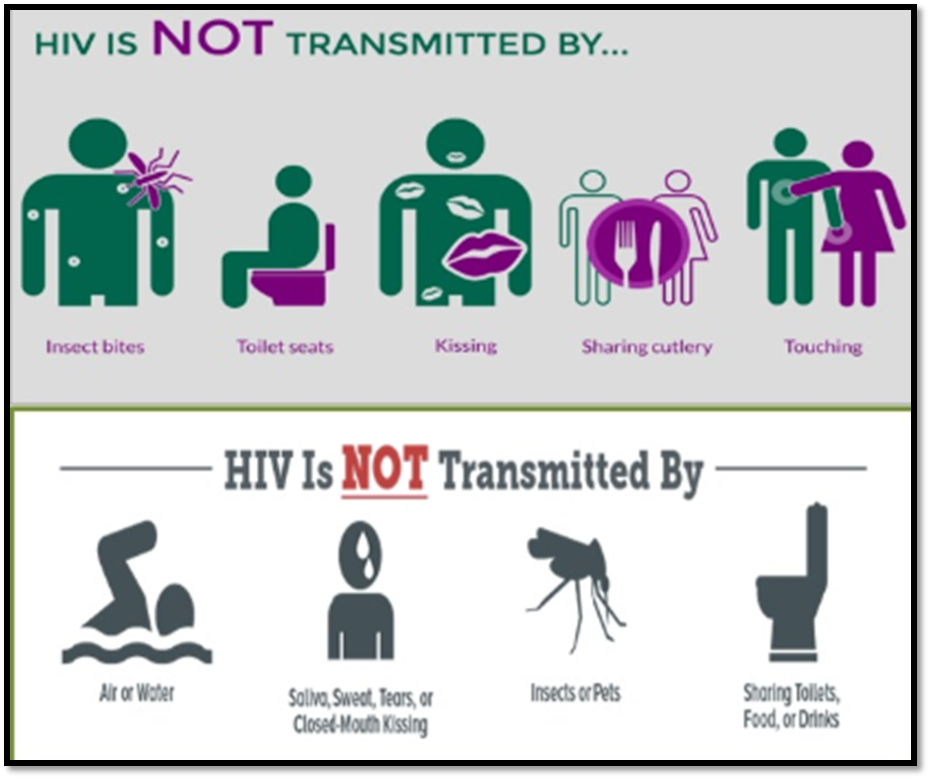 HIV IS NOT TRANSMITTED BY...
Insect bites
Toilet seats
Kissing
Sharing cutlery
Touching
HIV Is NOT Transmitted By
Air or Water
Saliva, Sweat, Tears, or
Closed-Mouth Kissing
Insects or Pets
Sharing Toilets,
Food, or Drinks